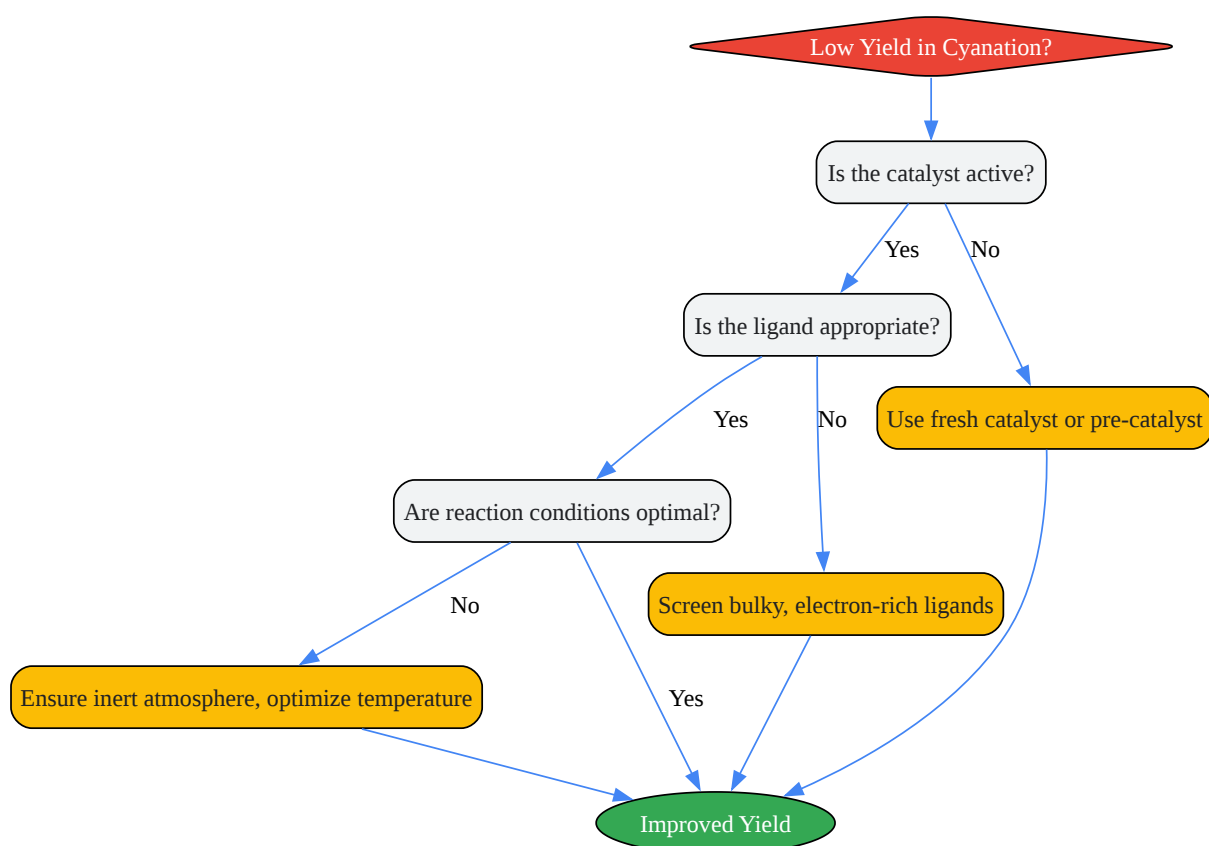 Low Yield in Cyanation?
Is the catalyst active?
Yes
No
Is the ligand appropriate?
Yes
No
Use fresh catalyst or pre-catalyst
Are reaction conditions optimal?
No
Screen bulky, electron-rich ligands
Ensure inert atmosphere, optimize temperature
Yes
Improved Yield